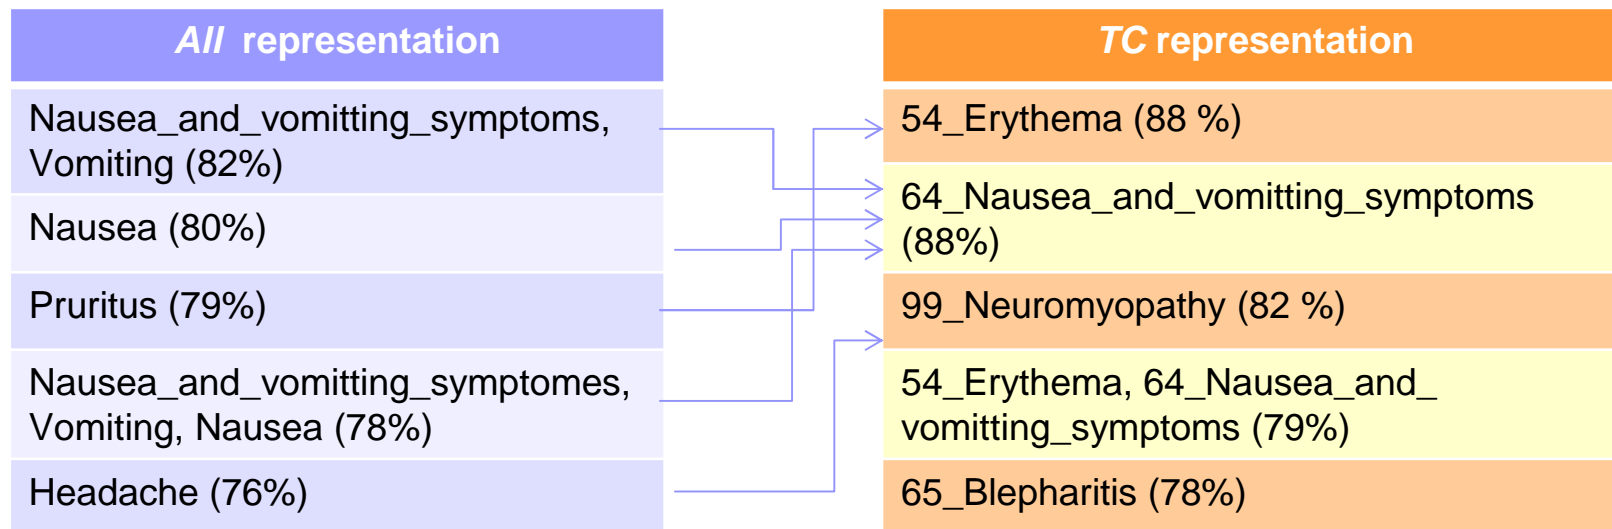 All representation
Nausea_and_vomitting_symptoms,
Vomiting (82%)
Nausea (80%)
Pruritus (79%)
Nausea_and_vomitting_symptomes,
Vomiting, Nausea (78%)
Headache (76%)
TC representation
54_Erythema (88 %)
64_Nausea_and_vomitting_symptoms
(88%)
99_Neuromyopathy (82 %)
54_Erythema, 64_Nausea_and_
vomitting_symptoms (79%)
65_Blepharitis (78%)